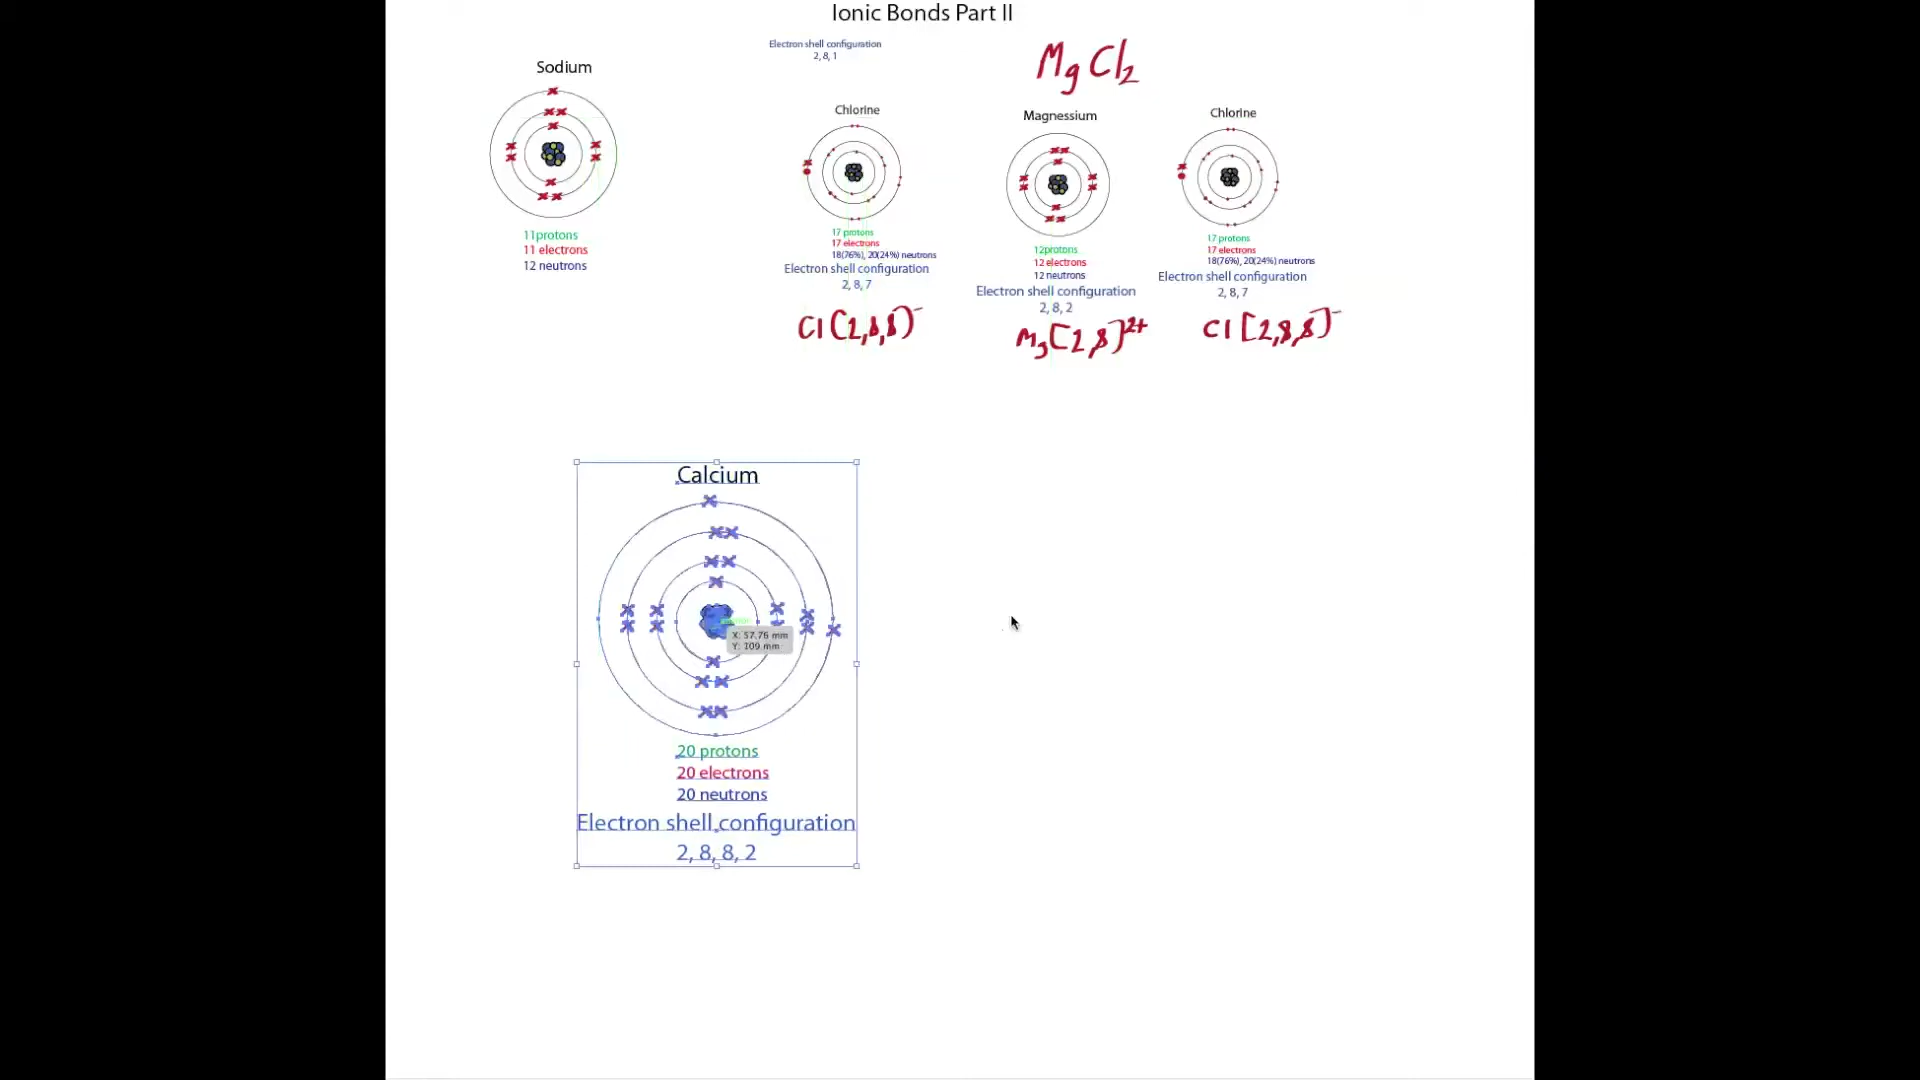 Ionic Bonds Part II
Electron shell configuration
2, 8, 1
MgCl2
Sodium
11protons
11 electrons
12 neutrons
Chlorine
17 protons
17 electrons
18(76%), 20(24%) neutrons
Electron shell configuration
2, 8, 7
Cl(2,8,8)⁻
Magnessium
12protons
12 electrons
12 neutrons
Electron shell configuration
2, 8, 2
Mg[2,8]²⁺
Chlorine
17 protons
17 electrons
18(76%), 20(24%) neutrons
Electron shell configuration
2, 8, 7
Cl[2,8,8]⁻
Calcium
X: 57.76 mm
Y: 109 mm
20 protons
20 electrons
20 neutrons
Electron shell configuration
2, 8, 8, 2